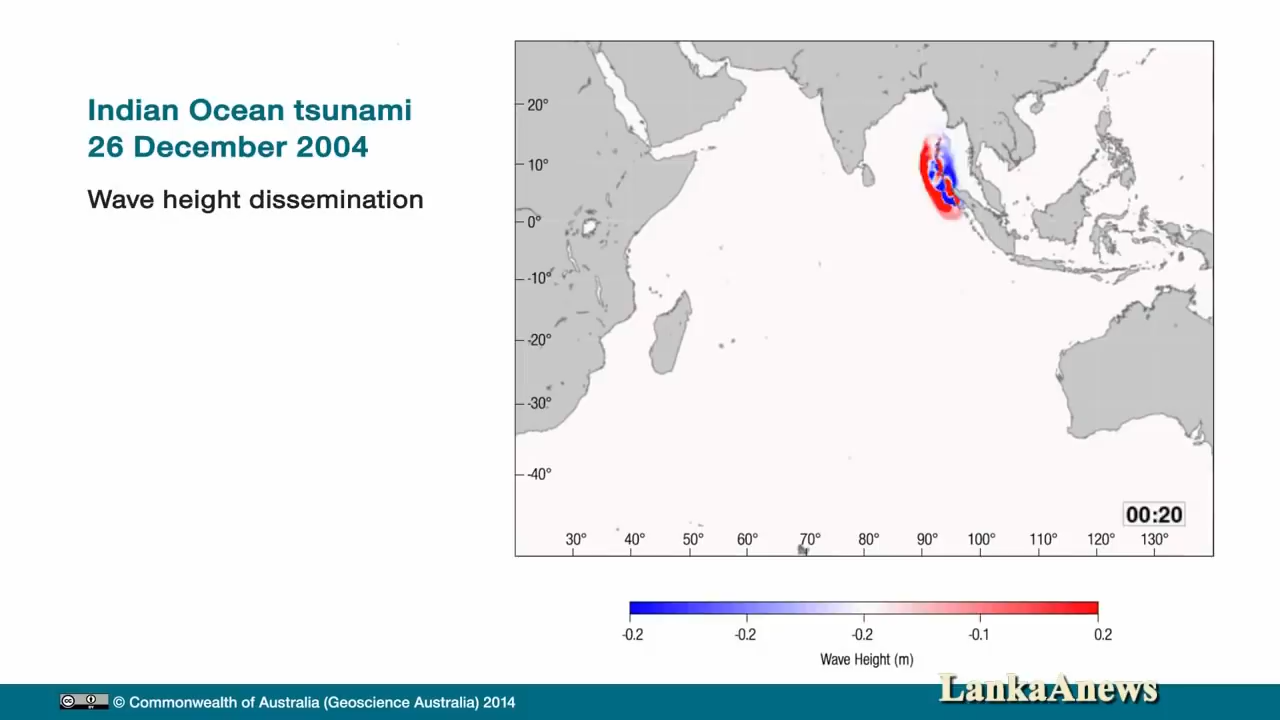 Indian Ocean tsunami
26 December 2004
Wave height dissemination
20°
10°
0°
-10°
-20°
-30°
-40°
00:20
30° 40° 50° 60° 70° 80° 90° 100° 110° 120° 130°
-0.2 -0.2 -0.2 -0.1 0.2
Wave Height (m)
LankaAnews
cc BY © Commonwealth of Australia (Geoscience Australia) 2014